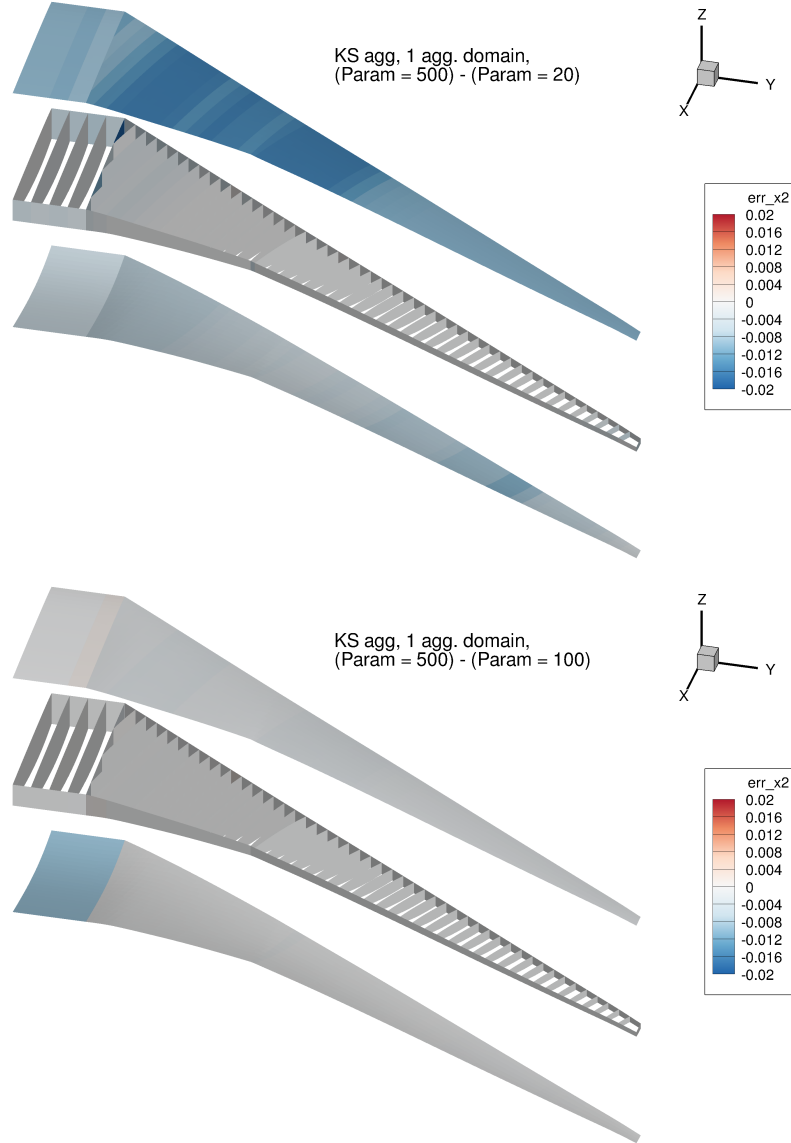 KS agg, 1 agg. domain,
(Param = 500) - (Param = 20)
Z
Y
X
err_x2
0.02
0.016
0.012
0.008
0.004
0
-0.004
-0.008
-0.012
-0.016
-0.02
KS agg, 1 agg. domain,
(Param = 500) - (Param = 100)
Z
Y
X
err_x2
0.02
0.016
0.012
0.008
0.004
0
-0.004
-0.008
-0.012
-0.016
-0.02